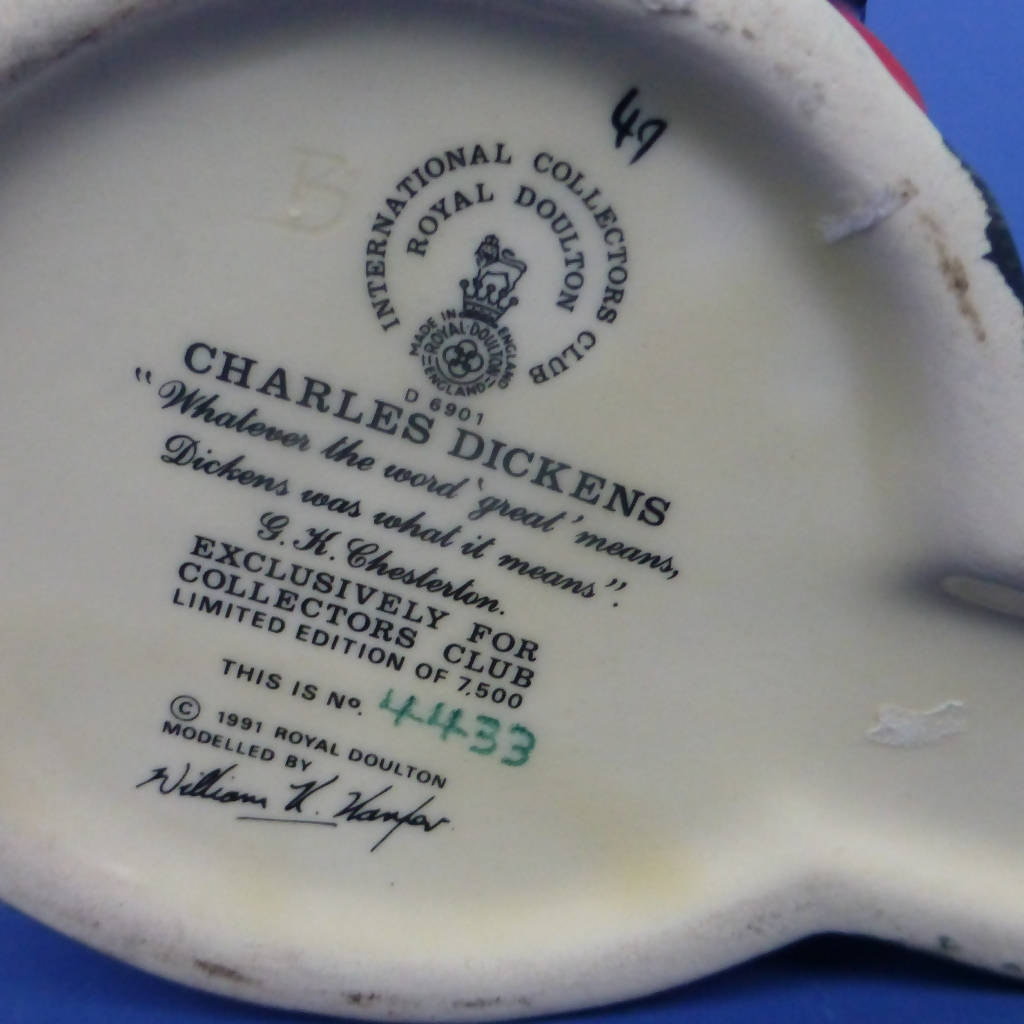 47
B
INTERNATIONAL COLLECTORS CLUB
ROYAL DOULTON
MADE IN ENGLAND
ROYAL·DOULTON
ENGLAND
D 6901
CHARLES DICKENS
"Whatever the word 'great' means,
Dickens was what it means".
G. K. Chesterton.
EXCLUSIVELY FOR
COLLECTORS CLUB
LIMITED EDITION OF 7,500
THIS IS Nº. 4433
© 1991 ROYAL DOULTON
MODELLED BY
William K. Harper